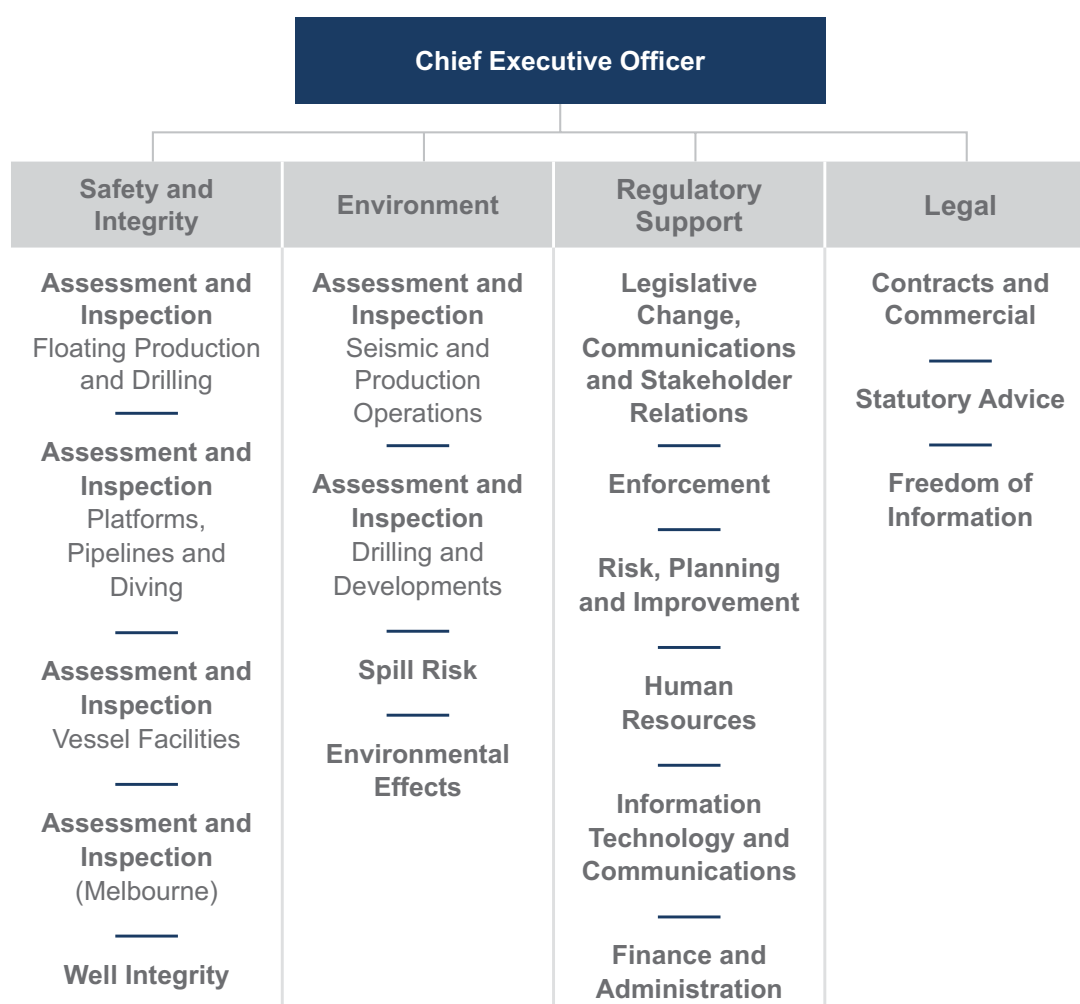 Chief Executive Officer
Safety and
Integrity
Environment
Regulatory
Support
Legal
Assessment and
Inspection
Floating Production
and Drilling
Assessment and
Inspection
Platforms,
Pipelines and
Diving
Assessment and
Inspection
Vessel Facilities
Assessment and
Inspection
(Melbourne)
Well Integrity
Assessment and
Inspection
Seismic and
Production
Operations
Assessment and
Inspection
Drilling and
Developments
Spill Risk
Environmental
Effects
Legislative
Change,
Communications
and Stakeholder
Relations
Enforcement
Risk, Planning
and Improvement
Human
Resources
Information
Technology and
Communications
Finance and
Administration
Contracts and
Commercial
Statutory Advice
Freedom of
Information